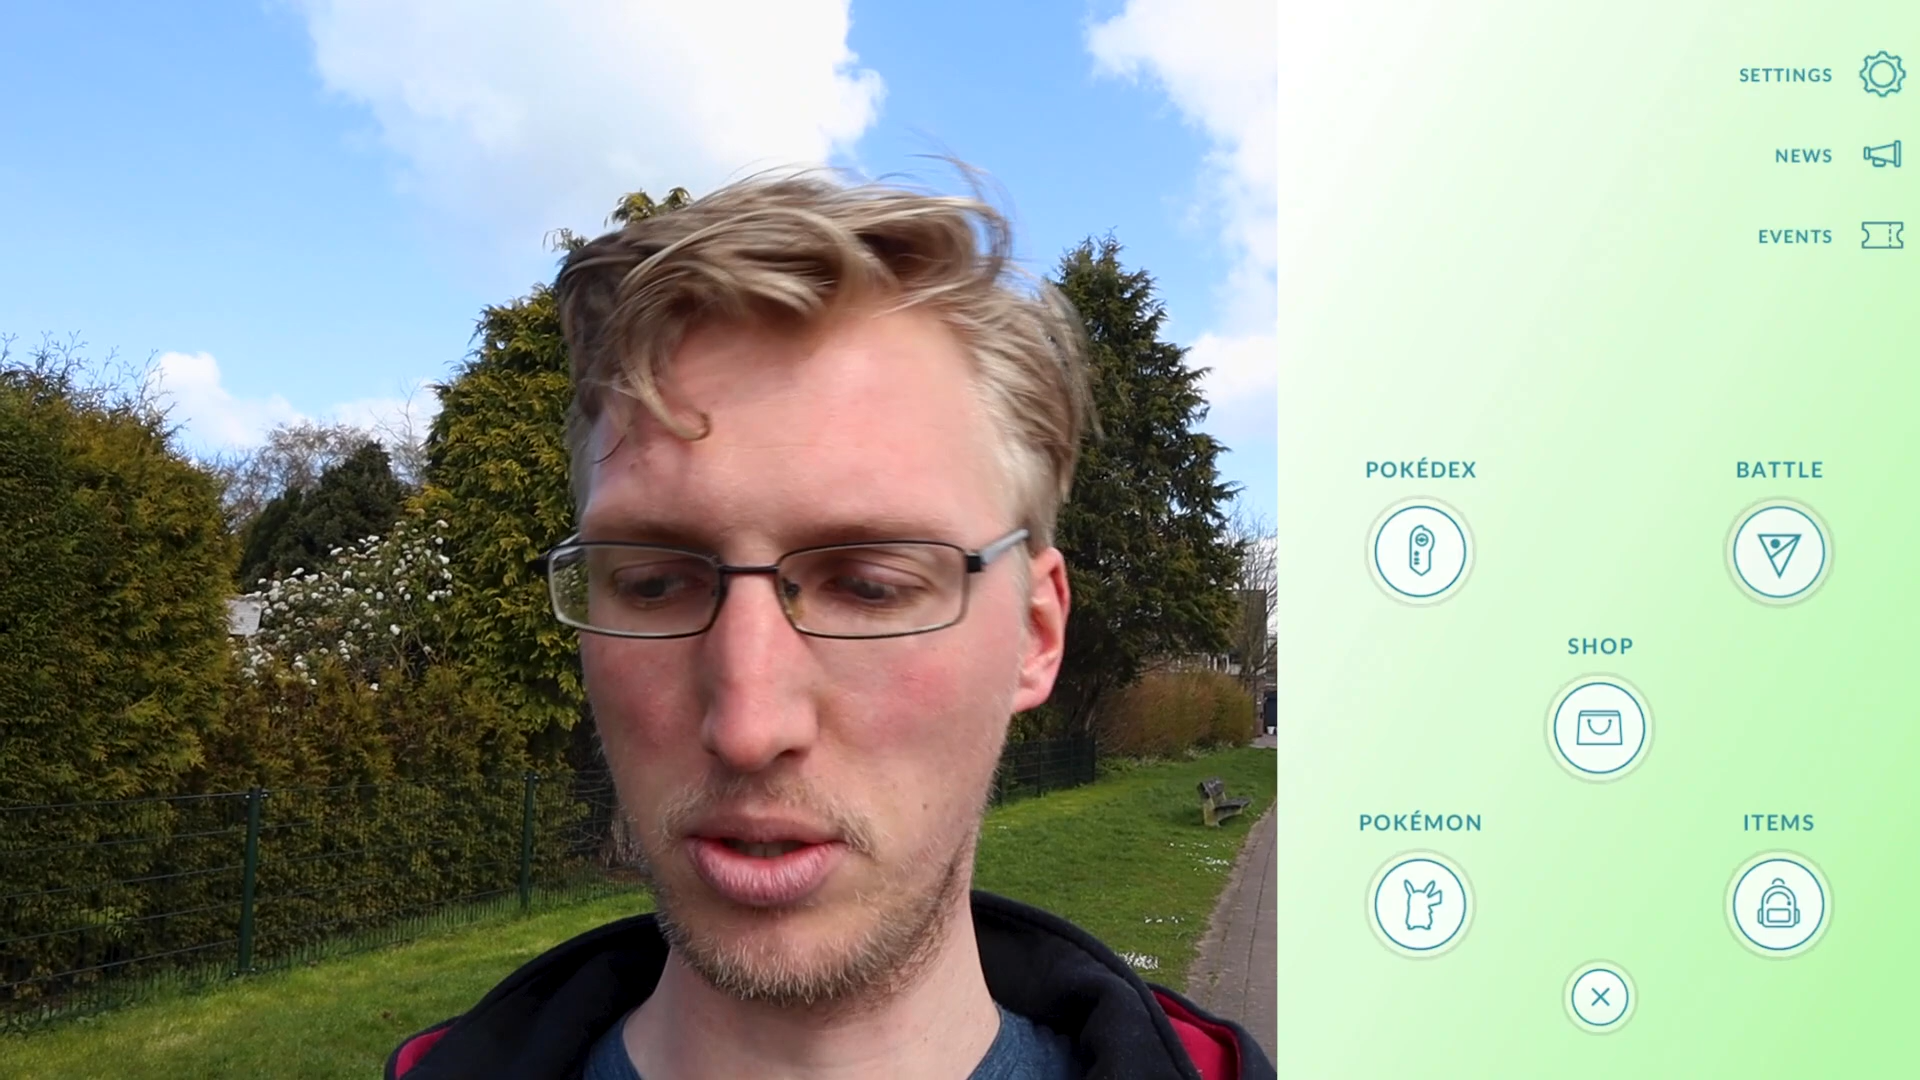 SETTINGS
NEWS
EVENTS
POKÉDEX
BATTLE
SHOP
POKÉMON
ITEMS